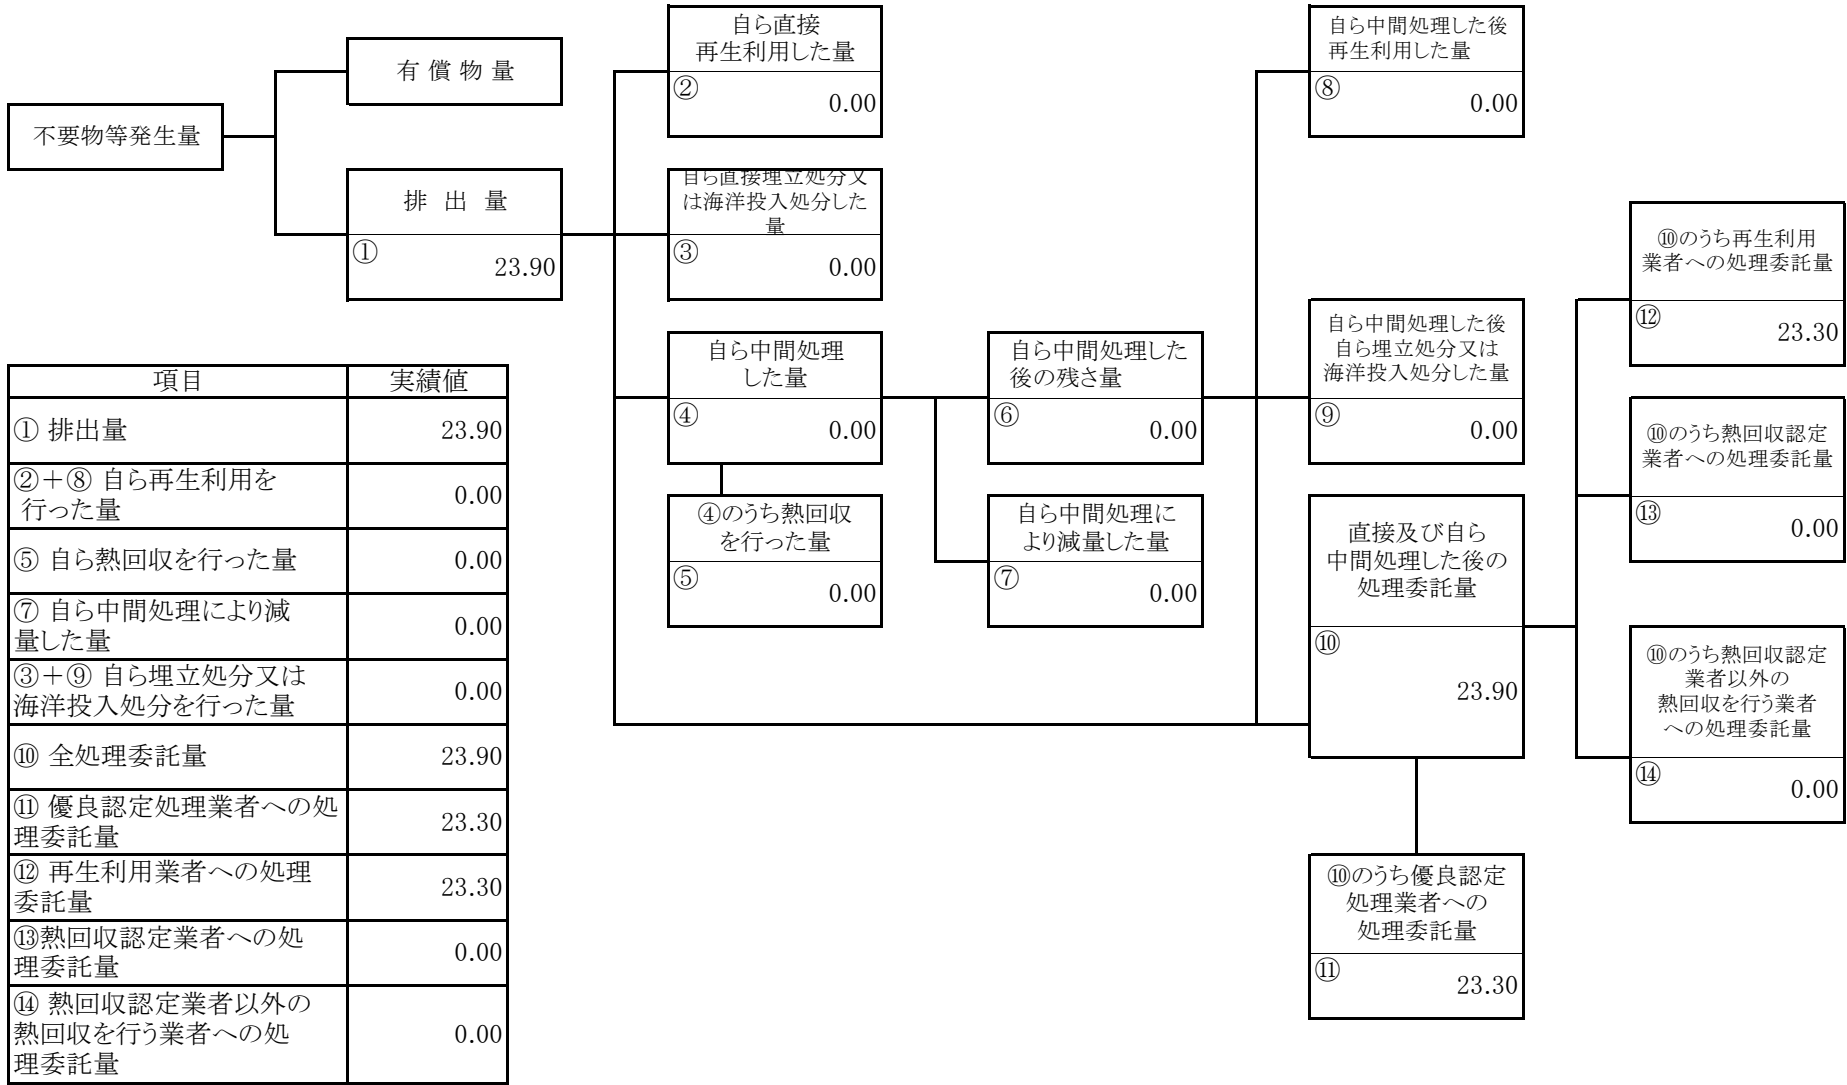 不要物等発生量
有 償 物 量
排 出 量
①
23.90
自ら直接
再生利用した量
②
0.00
自ら直接埋立処分又
は海洋投入処分した
量
③
0.00
自ら中間処理
した量
④
0.00
④のうち熱回収
を行った量
⑤
0.00
自ら中間処理した
後の残さ量
⑥
0.00
自ら中間処理に
より減量した量
⑦
0.00
自ら中間処理した後
再生利用した量
⑧
0.00
自ら中間処理した後
自ら埋立処分又は
海洋投入処分した量
⑨
0.00
直接及び自ら
中間処理した後の
処理委託量
⑩
23.90
⑩のうち優良認定
処理業者への
処理委託量
⑪
23.30
⑩のうち再生利用
業者への処理委託量
⑫
23.30
⑩のうち熱回収認定
業者への処理委託量
⑬
0.00
⑩のうち熱回収認定
業者以外の
熱回収を行う業者
への処理委託量
⑭
0.00
項目 実績値
① 排出量 23.90
②＋⑧ 自ら再生利用を
行った量 0.00
⑤ 自ら熱回収を行った量 0.00
⑦ 自ら中間処理により減
量した量 0.00
③＋⑨ 自ら埋立処分又は
海洋投入処分を行った量 0.00
⑩ 全処理委託量 23.90
⑪ 優良認定処理業者への処
理委託量 23.30
⑫ 再生利用業者への処理
委託量 23.30
⑬熱回収認定業者への処
理委託量 0.00
⑭ 熱回収認定業者以外の
熱回収を行う業者への処
理委託量 0.00